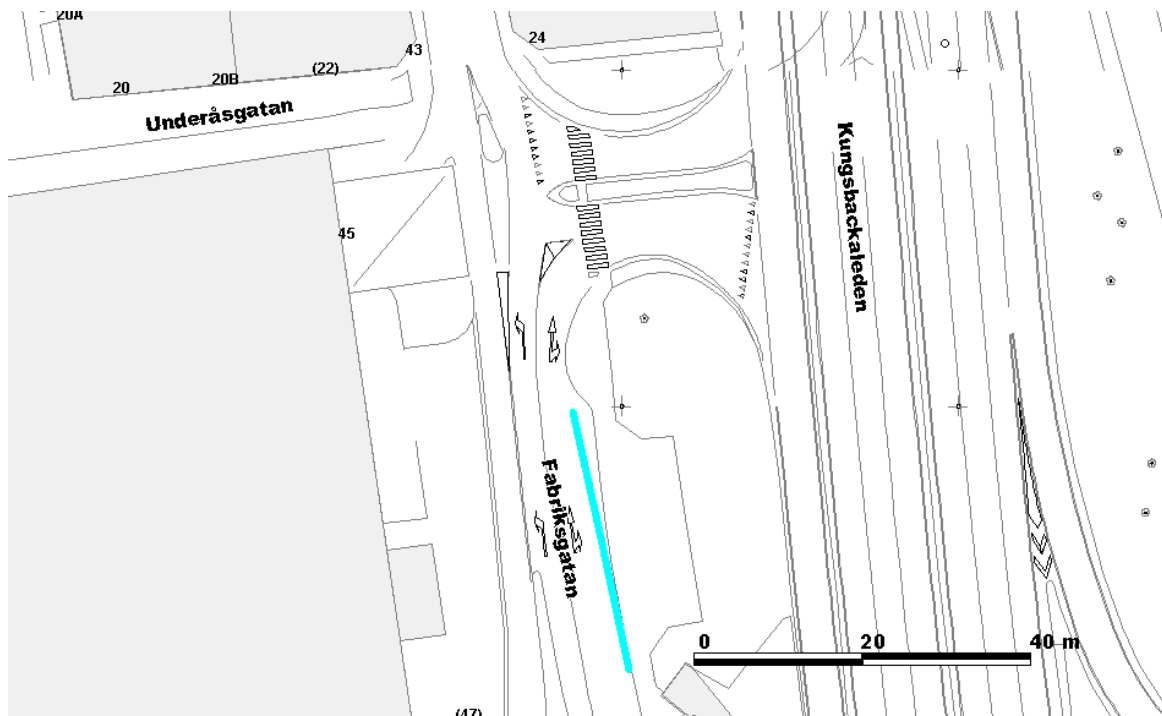 20A
43
24
20
20B
(22)
Underåsgatan
Kungsbackaleden
45
Fabriksgatan
0 20 40 m
(47)